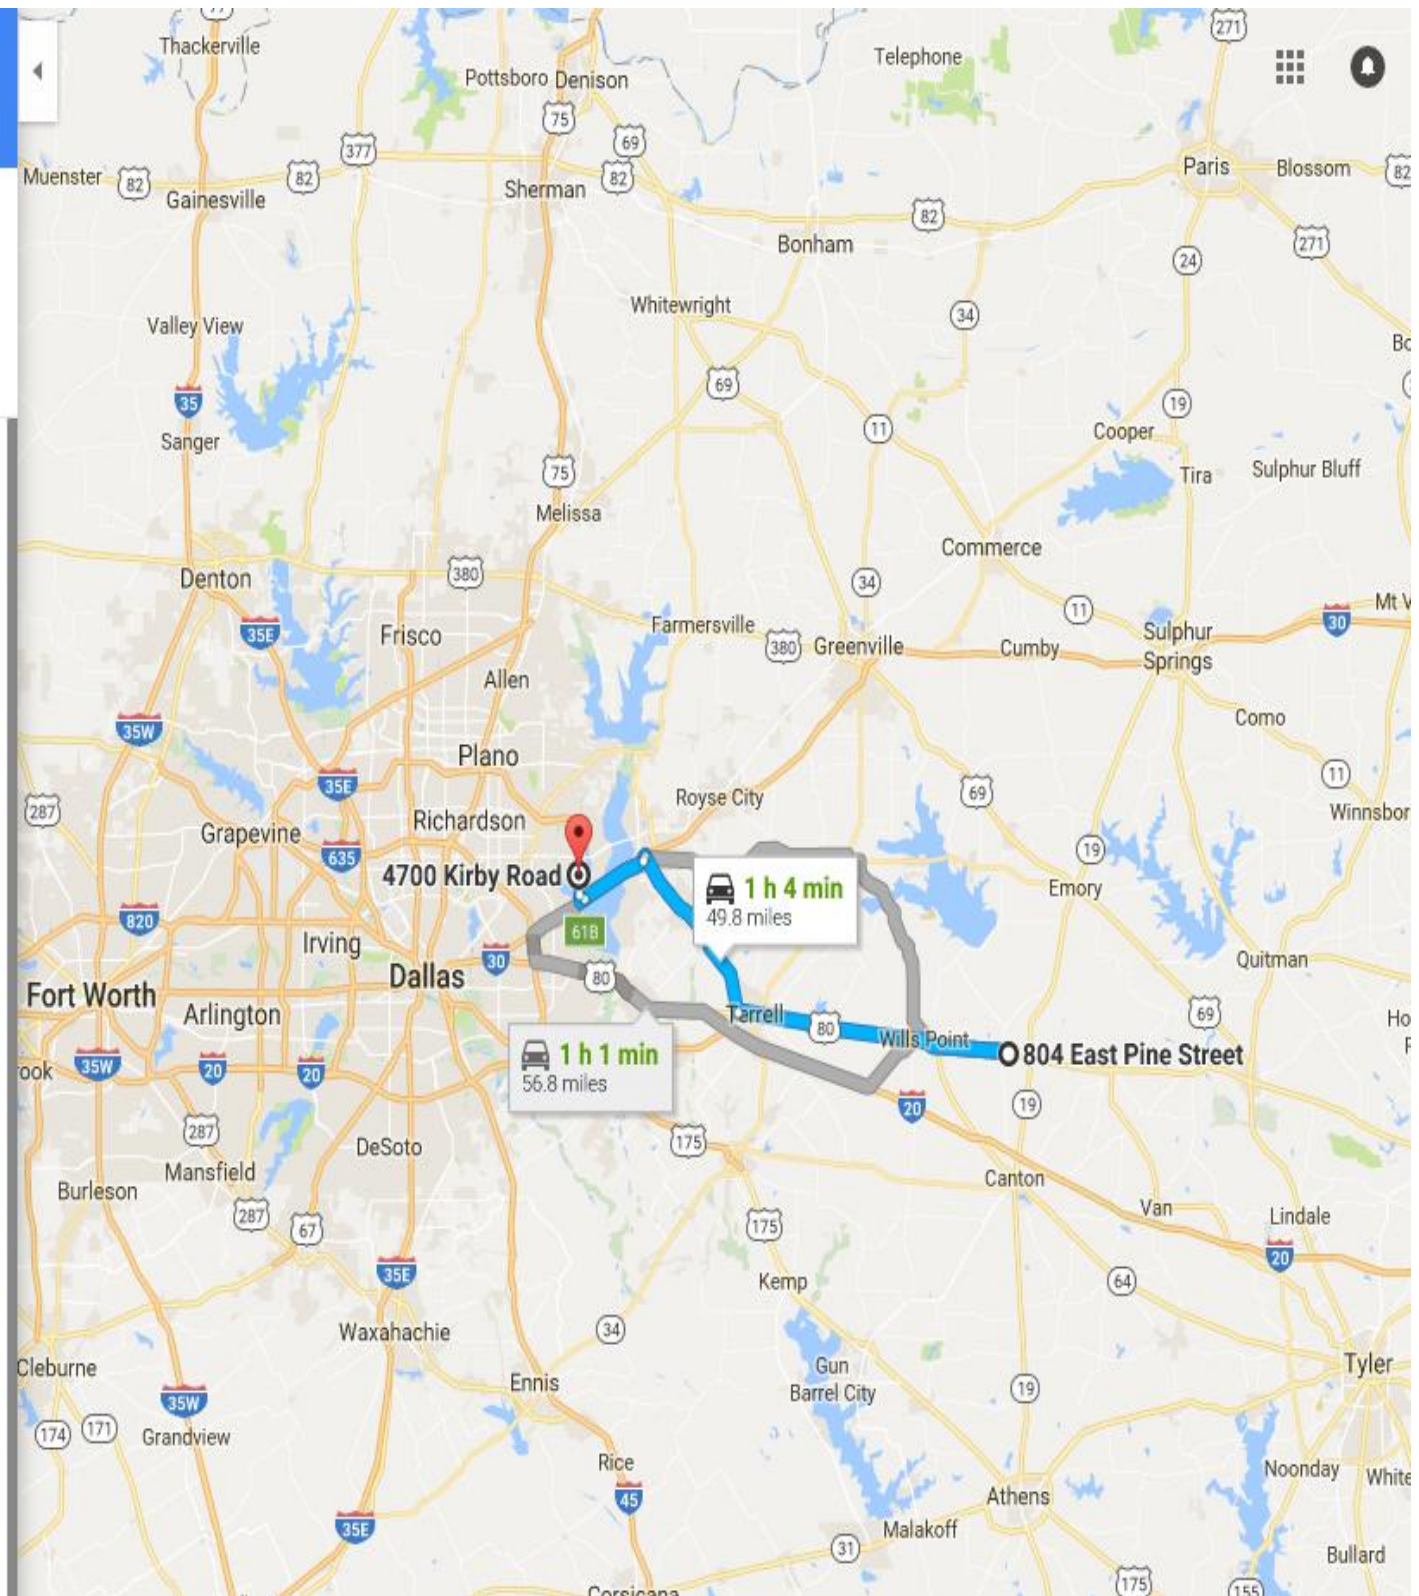 77
Thackerville
Pottsboro Denison
Telephone
271
75
69
377
Muenster
82
82
82
Sherman
Gainesville
Paris
Blossom
82
82
Bonham
271
24
Whitewright
34
Valley View
Bo
69
35
19
11
Sanger
Cooper
75
Tira
Sulphur Bluff
Melissa
Commerce
Denton
380
34
11
Mt V
30
35E
Frisco
Farmersville
380
Greenville
Cumby
Sulphur
Springs
Allen
35W
Como
Plano
35E
11
287
Royse City
69
Winnsbor
Richardson
Grapevine
635
19
4700 Kirby Road
1 h 4 min
49.8 miles
Emory
820
61B
Irving
30
Dallas
80
Quitman
Fort Worth
Arlington
Terrell
80
Wills Point
69
Ho
F
804 East Pine Street
1 h 1 min
56.8 miles
35W
20
20
rook
20
19
287
DeSoto
175
Mansfield
Canton
Burleson
Van
Lindale
287
67
175
20
35E
Kemp
64
Waxahachie
34
Cleburne
Gun
Barrel City
Tyler
Ennis
19
35W
174
171
Grandview
Rice
Noonday
White
45
Athens
35E
Malakoff
31
Bullard
175
155
Corsicana